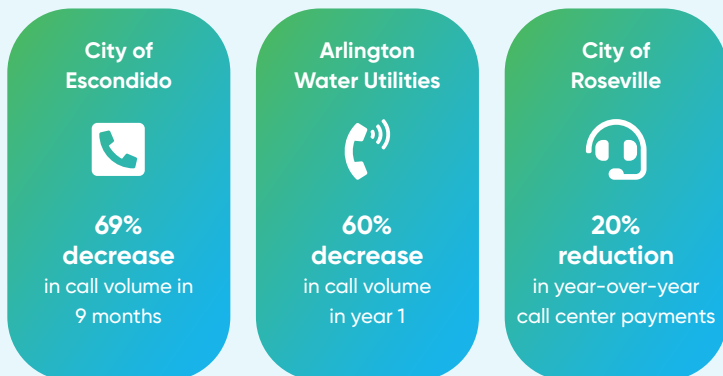 City of
Escondido
69%
decrease
in call volume in
9 months
Arlington
Water Utilities
60%
decrease
in call volume
in year 1
City of
Roseville
20%
reduction
in year-over-year
call center payments